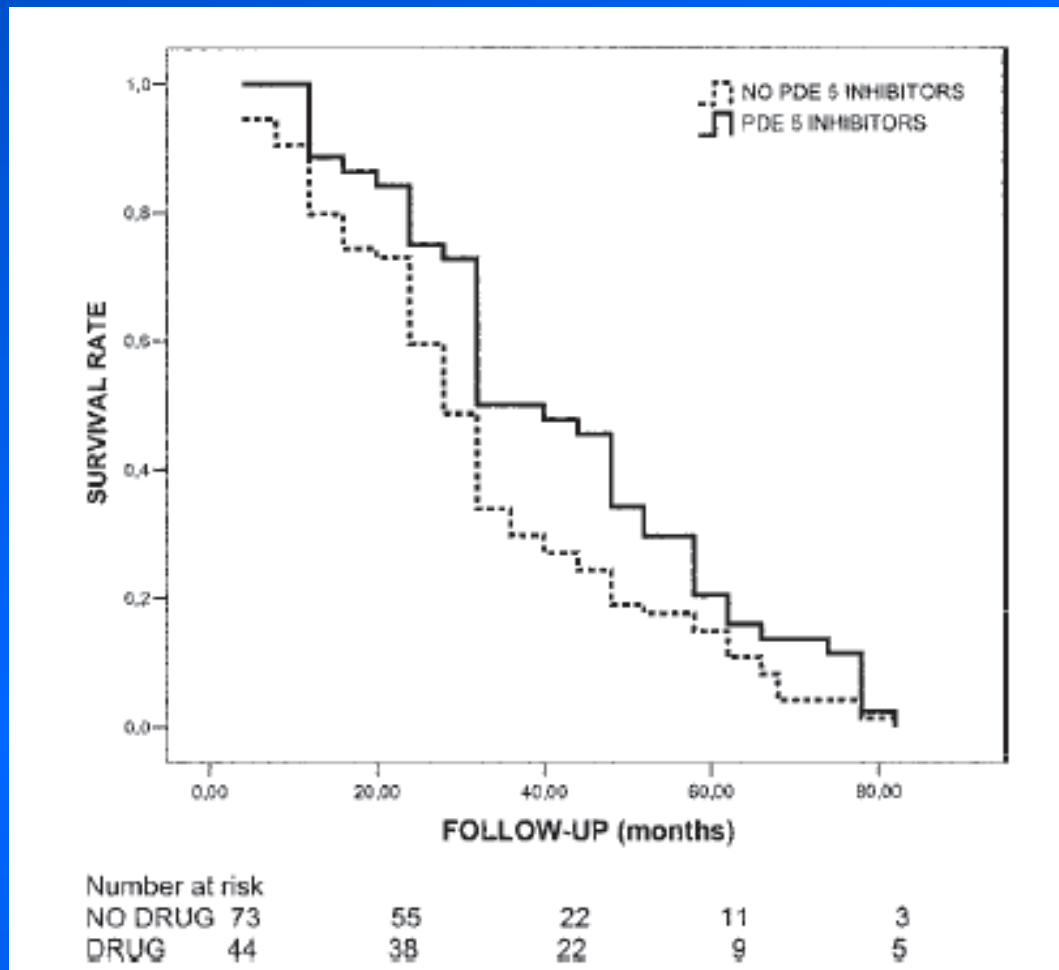 1,0
NO PDE 5 INHIBITORS
PDE 5 INHIBITORS
0,8
0,6
0,4
0,2
0,0
SURVIVAL RATE
0,00 20,00 40,00 60,00 80,00
FOLLOW-UP (months)
Number at risk
NO DRUG 73 55 22 11 3
DRUG 44 38 22 9 5